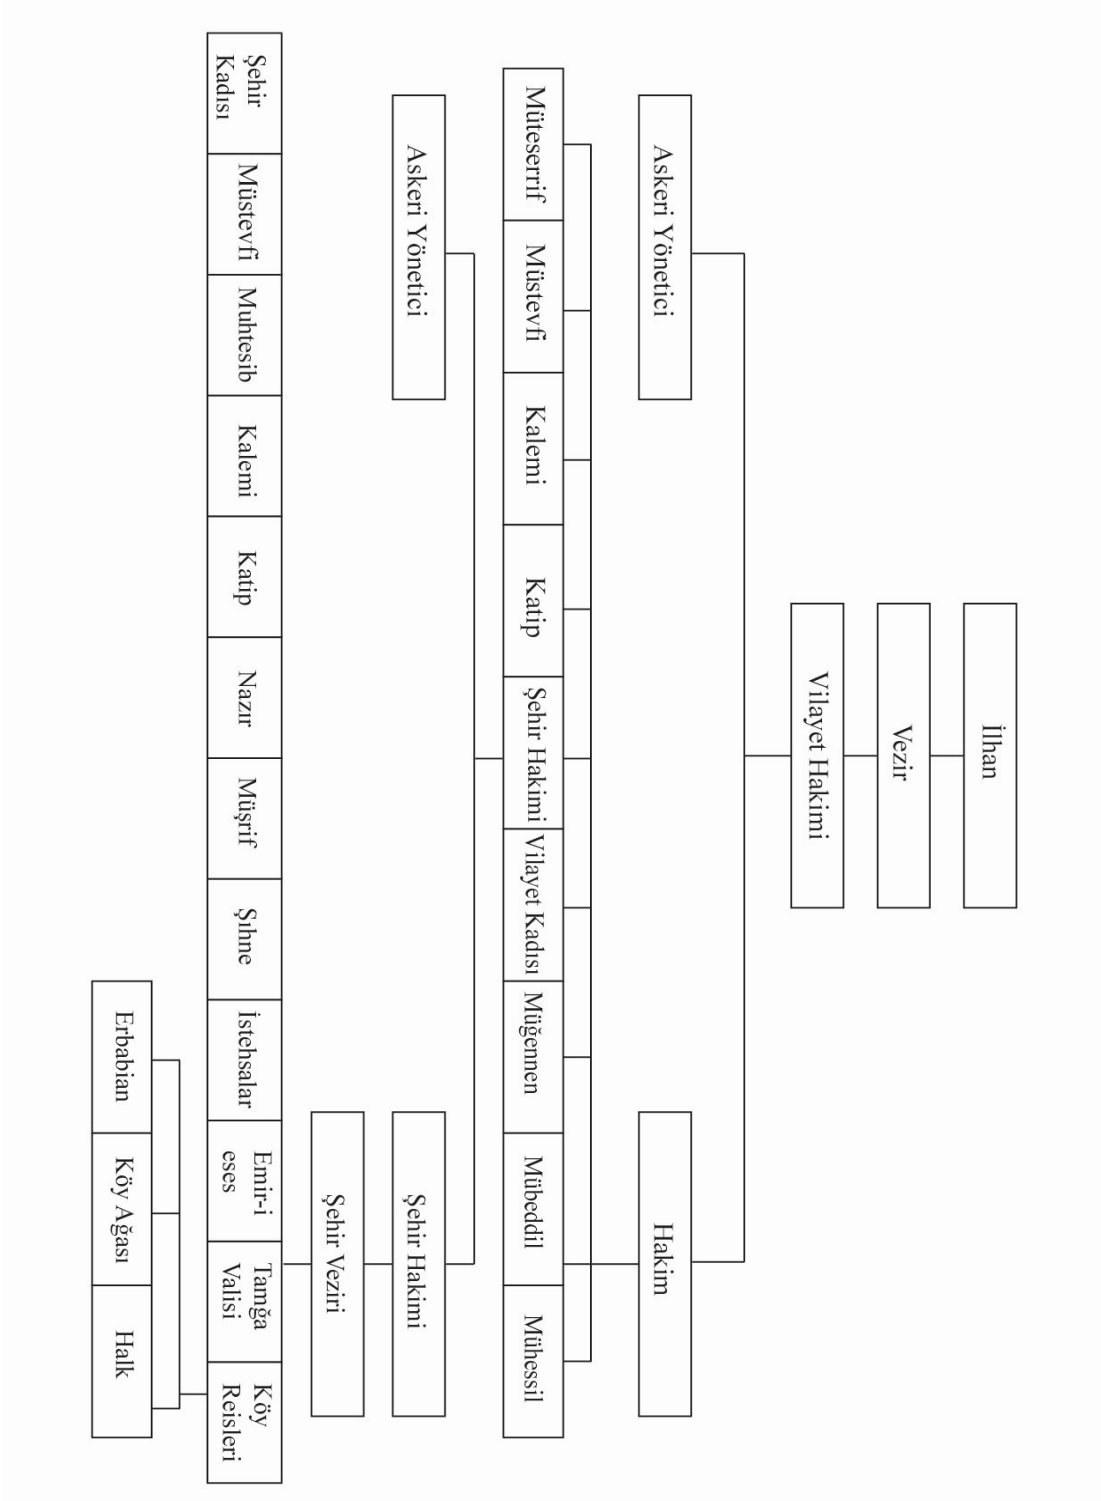 İlhan
Vezir
Vilayet Hakimi
Askeri Yönetici
Hakim
Müteserrif
Müstevfi
Kalemi
Katip
Şehir Hakimi
Vilayet Kadısı
Müğennen
Mübeddil
Mühessil
Askeri Yönetici
Şehir Hakimi
Şehir Veziri
Şehir
Kadısı
Müstevfi
Muhtesib
Kalemi
Katip
Nazır
Müşrif
Şıhne
İstehsalar
Emir-i
eses
Tamğa
Valisi
Köy
Reisleri
Erbabian
Köy Ağası
Halk